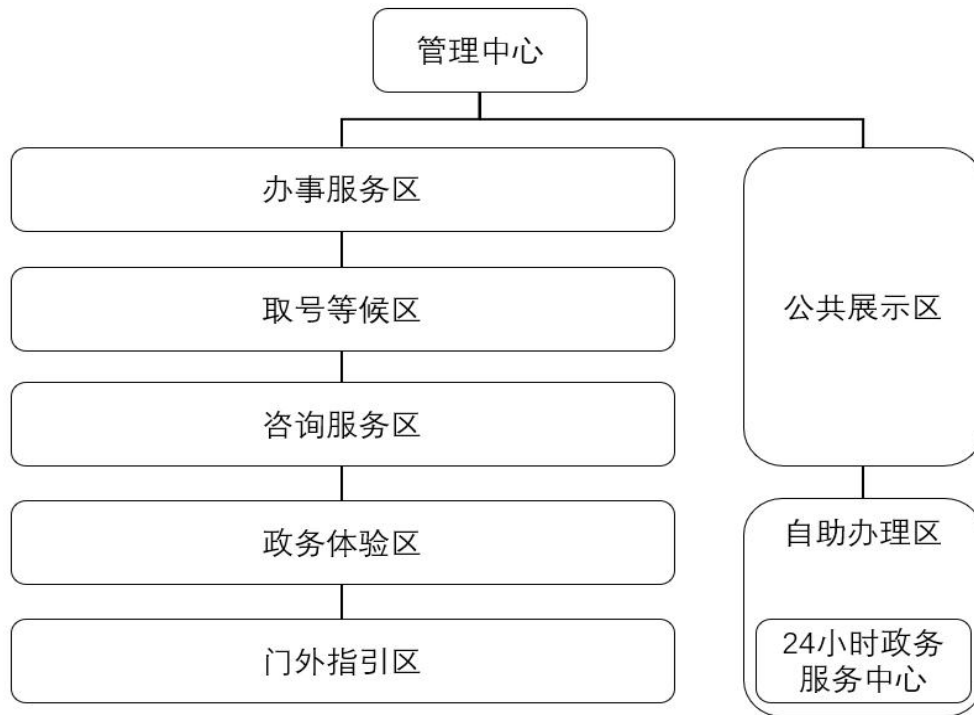 管理中心
办事服务区
取号等候区
咨询服务区
政务体验区
门外指引区
公共展示区
自助办理区
24小时政务
服务中心